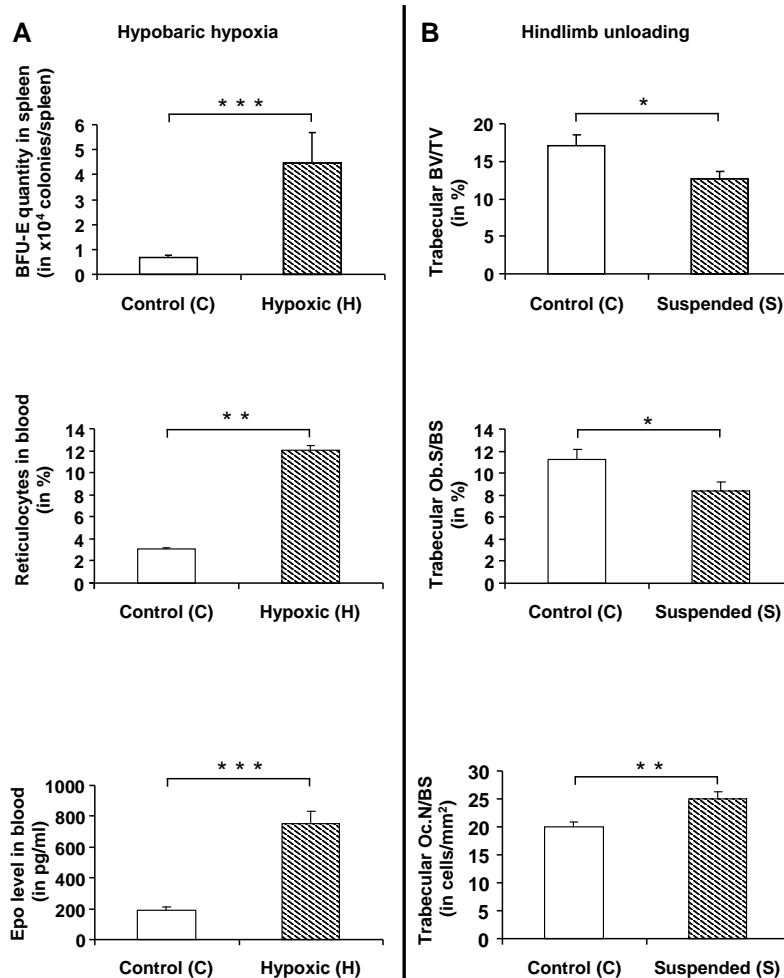 A
Hypobaric hypoxia
BFU-E quantity in spleen
(in x10⁴ colonies/spleen)
* * *
6
5
4
3
2
1
0
Control (C)
Hypoxic (H)
Reticulocytes in blood
(in %)
* *
14
12
10
8
6
4
2
0
Control (C)
Hypoxic (H)
Epo level in blood
(in pg/ml)
* * *
1000
800
600
400
200
0
Control (C)
Hypoxic (H)
B
Hindlimb unloading
Trabecular BV/TV
(in %)
*
20
15
10
5
0
Control (C)
Suspended (S)
Trabecular Ob.S/BS
(in %)
*
14
12
10
8
6
4
2
0
Control (C)
Suspended (S)
Trabecular Oc.N/BS
(in cells/mm²)
* *
30
25
20
15
10
5
0
Control (C)
Suspended (S)